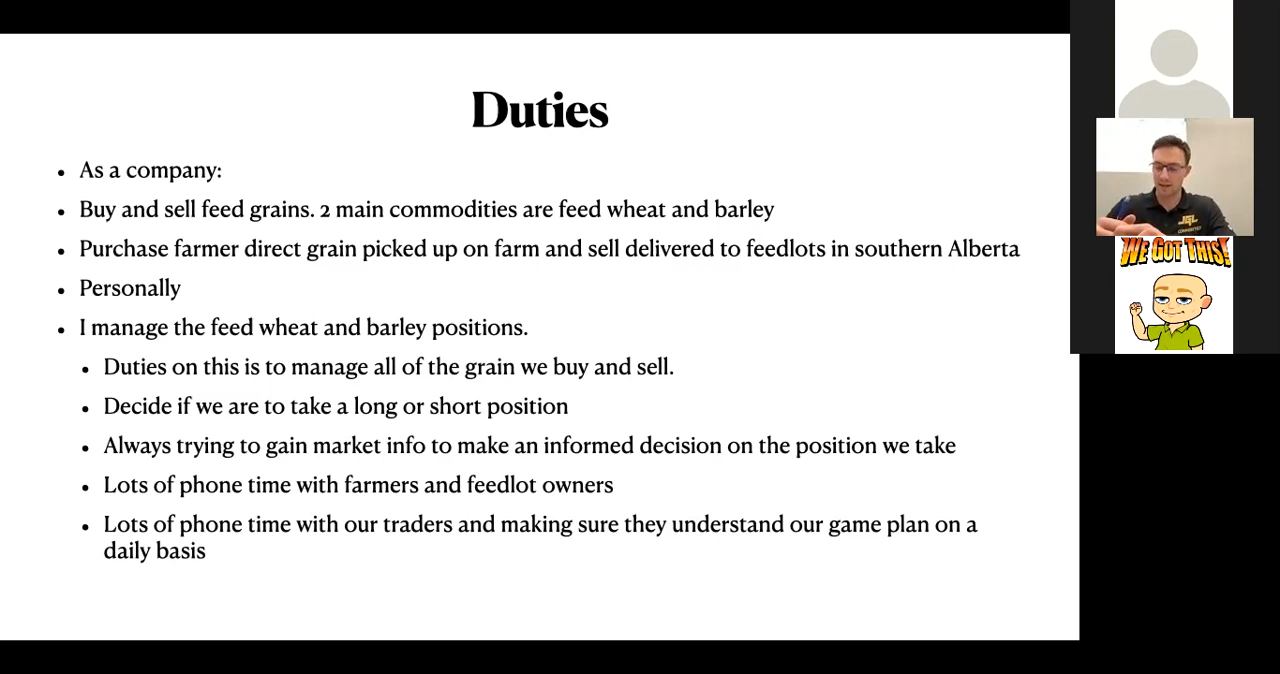 Duties
As a company:
Buy and sell feed grains. 2 main commodities are feed wheat and barley
Purchase farmer direct grain picked up on farm and sell delivered to feedlots in southern Alberta
Personally
I manage the feed wheat and barley positions.
Duties on this is to manage all of the grain we buy and sell.
Decide if we are to take a long or short position
Always trying to gain market info to make an informed decision on the position we take
Lots of phone time with farmers and feedlot owners
Lots of phone time with our traders and making sure they understand our game plan on a
daily basis
JGL
WE GOT THIS!